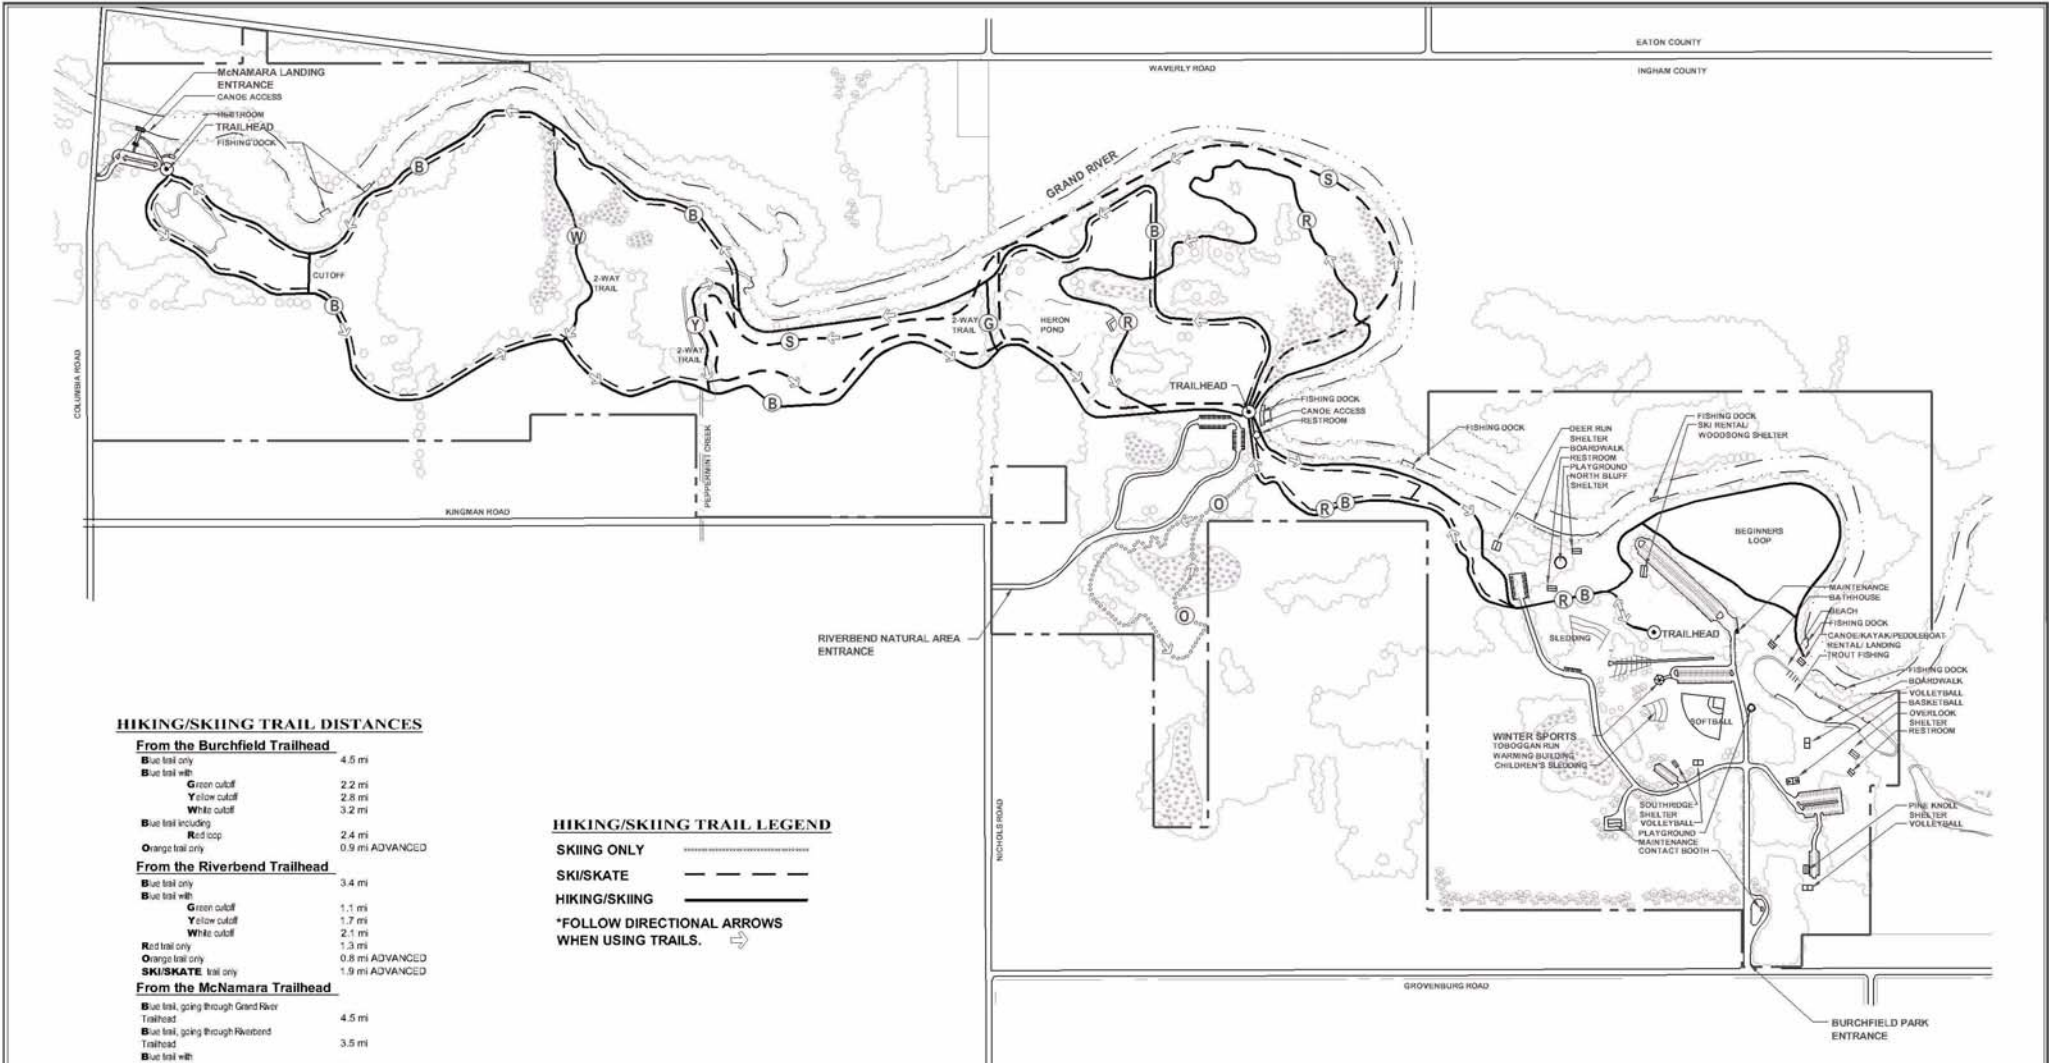 EATON COUNTY
WAVERLY ROAD
INGHAM COUNTY
McNAMARA LANDING
ENTRANCE
CANOE ACCESS
RESTROOM
TRAILHEAD
FISHING DOCK
B
GRAND RIVER
S
B
R
B
W
CUTOFF
2-WAY
TRAIL
B
Y
2-WAY
TRAIL
S
2-WAY
TRAIL
G
HERON
POND
R
B
COLUMBIA ROAD
PEPPERMINT CREEK
KINGMAN ROAD
TRAILHEAD
FISHING DOCK
CANOE ACCESS
RESTROOM
FISHING DOCK
DEER RUN
SHELTER
BOARDWALK
RESTROOM
PLAYGROUND
NORTH BLUFF
SHELTER
FISHING DOCK
SKI RENTAL/
WOODSONG SHELTER
O
R B
BEGINNERS
LOOP
R B
O
MAINTENANCE
BATHHOUSE
BEACH
FISHING DOCK
CANOE/KAYAK/PEDDLEBOAT
RENTAL/ LANDING
TROUT FISHING
FISHING DOCK
BOARDWALK
VOLLEYBALL
BASKETBALL
OVERLOOK
SHELTER
RESTROOM
SLEDDING
TRAILHEAD
RIVERBEND NATURAL AREA
ENTRANCE
SOFTBALL
WINTER SPORTS
TOBOGGAN RUN
WARMING BUILDING
CHILDREN'S SLEDDING
SOUTHRIDGE
SHELTER
VOLLEYBALL
PLAYGROUND
MAINTENANCE
CONTACT BOOTH
PINE KNOLL
SHELTER
VOLLEYBALL
NICHOLS ROAD
GROVENBURG ROAD
BURCHFIELD PARK
ENTRANCE
HIKING/SKIING TRAIL DISTANCES
From the Burchfield Trailhead
Blue trail only 4.5 mi
Blue trail with
Green cutoff 2.2 mi
Yellow cutoff 2.8 mi
White cutoff 3.2 mi
Blue trail including
Red loop 2.4 mi
Orange trail only 0.9 mi ADVANCED
From the Riverbend Trailhead
Blue trail only 3.4 mi
Blue trail with
Green cutoff 1.1 mi
Yellow cutoff 1.7 mi
White cutoff 2.1 mi
Red trail only 1.3 mi
Orange trail only 0.8 mi ADVANCED
SKI/SKATE trail only 1.9 mi ADVANCED
From the McNamara Trailhead
Blue trail, going through Grand River
Trailhead 4.5 mi
Blue trail, going through Riverbend
Trailhead 3.5 mi
Blue trail with
HIKING/SKIING TRAIL LEGEND
SKIING ONLY
SKI/SKATE
HIKING/SKIING
*FOLLOW DIRECTIONAL ARROWS
WHEN USING TRAILS.